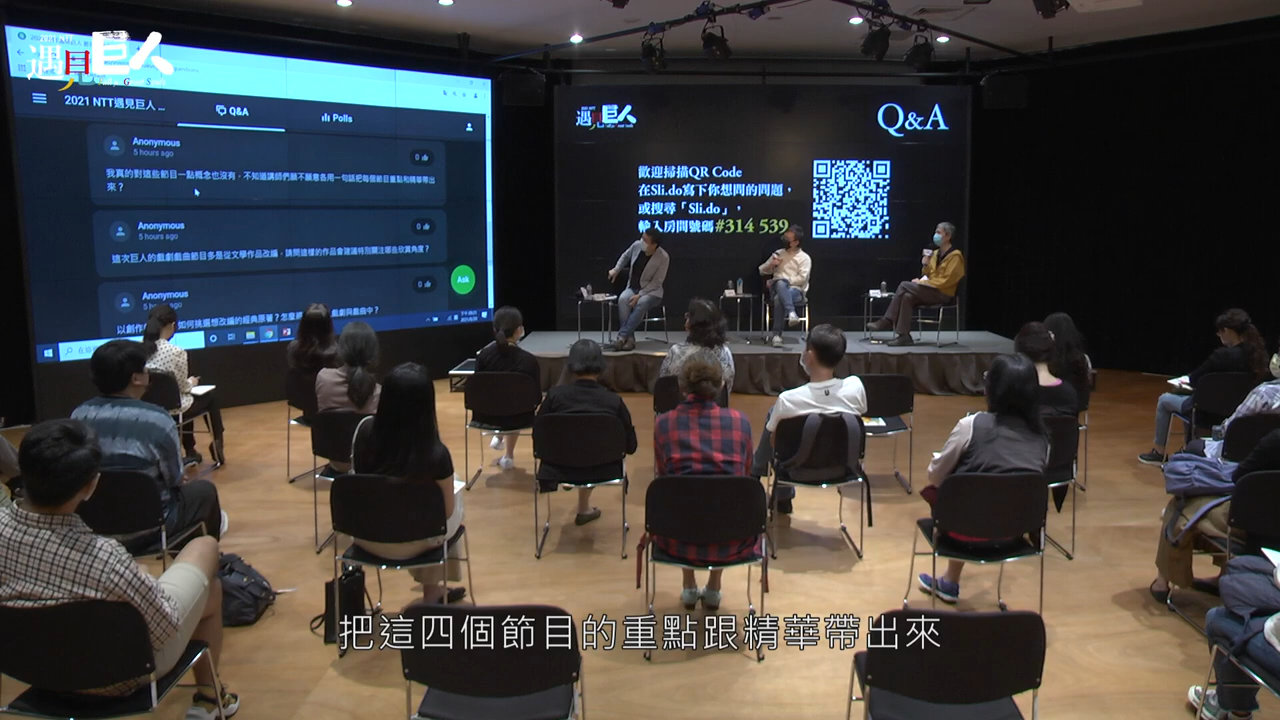 遇見巨人
2021 NTT遇見巨人 ...
Q&A
Polls
Anonymous
5 hours ago
0
我真的對這些節目一點概念也沒有，不知道講師們願不願意各用一句話把每個節目重點和精華帶出
來？
Anonymous
5 hours ago
0
這次巨人的戲劇戲曲節目多是從文學作品改編，請問這樣的作品會建議特別關注哪些欣賞角度？
Anonymous
0
Ask
遇見巨人
Q&A
歡迎掃描QR Code
在Sli.do寫下你想問的問題，
或搜尋「Sli.do」，
輸入房間號碼#314 539
把這四個節目的重點跟精華帶出來